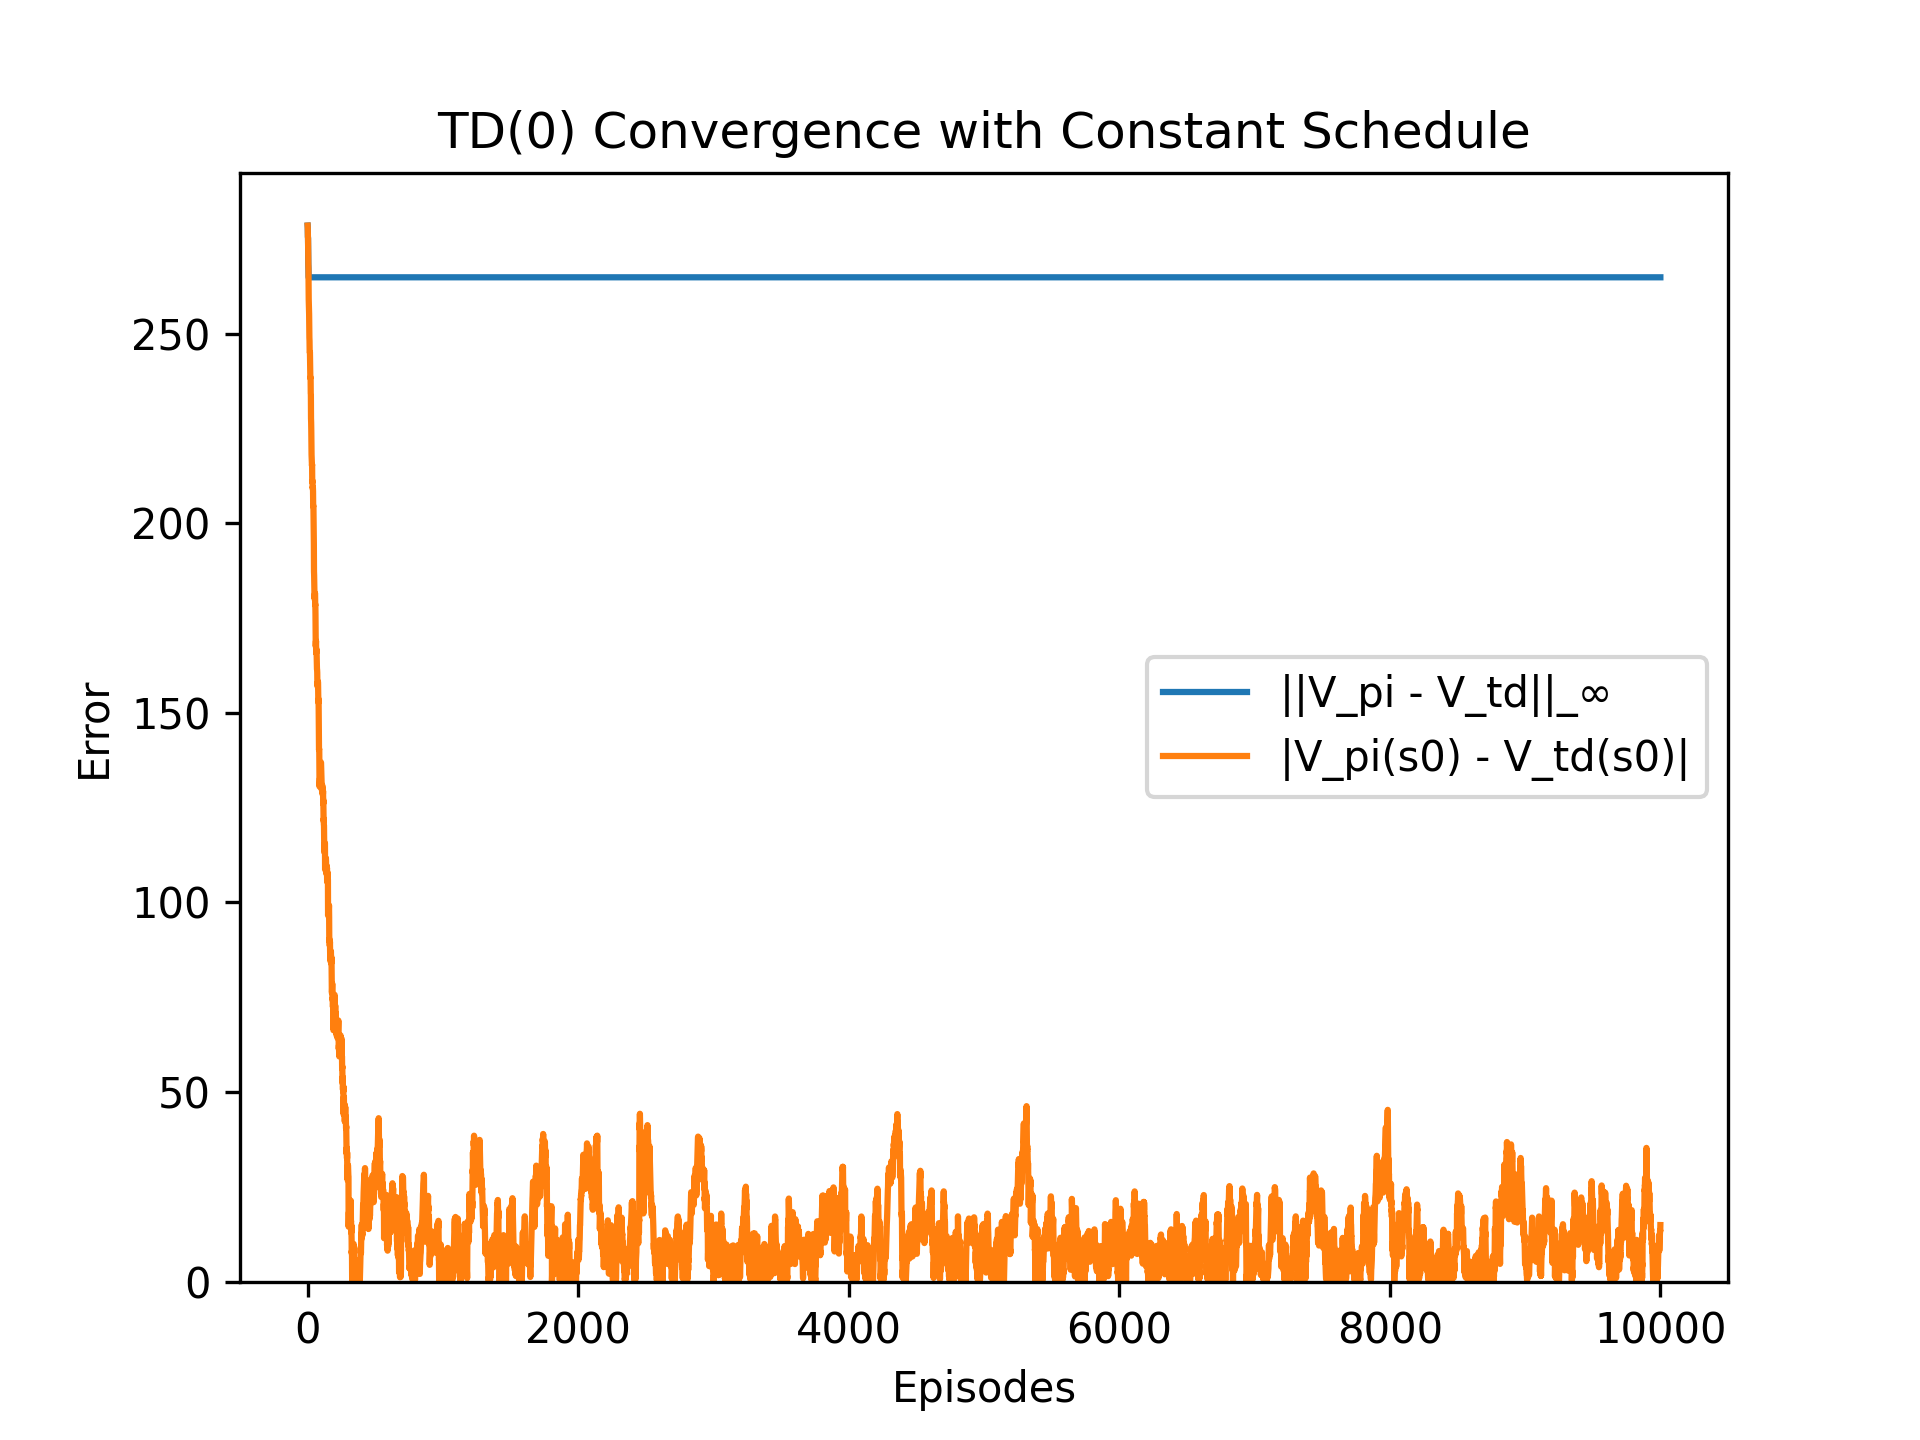 TD(0) Convergence with Constant Schedule
250
200
150
100
50
0
Error
||V_pi - V_td||_∞
|V_pi(s0) - V_td(s0)|
0 2000 4000 6000 8000 10000
Episodes